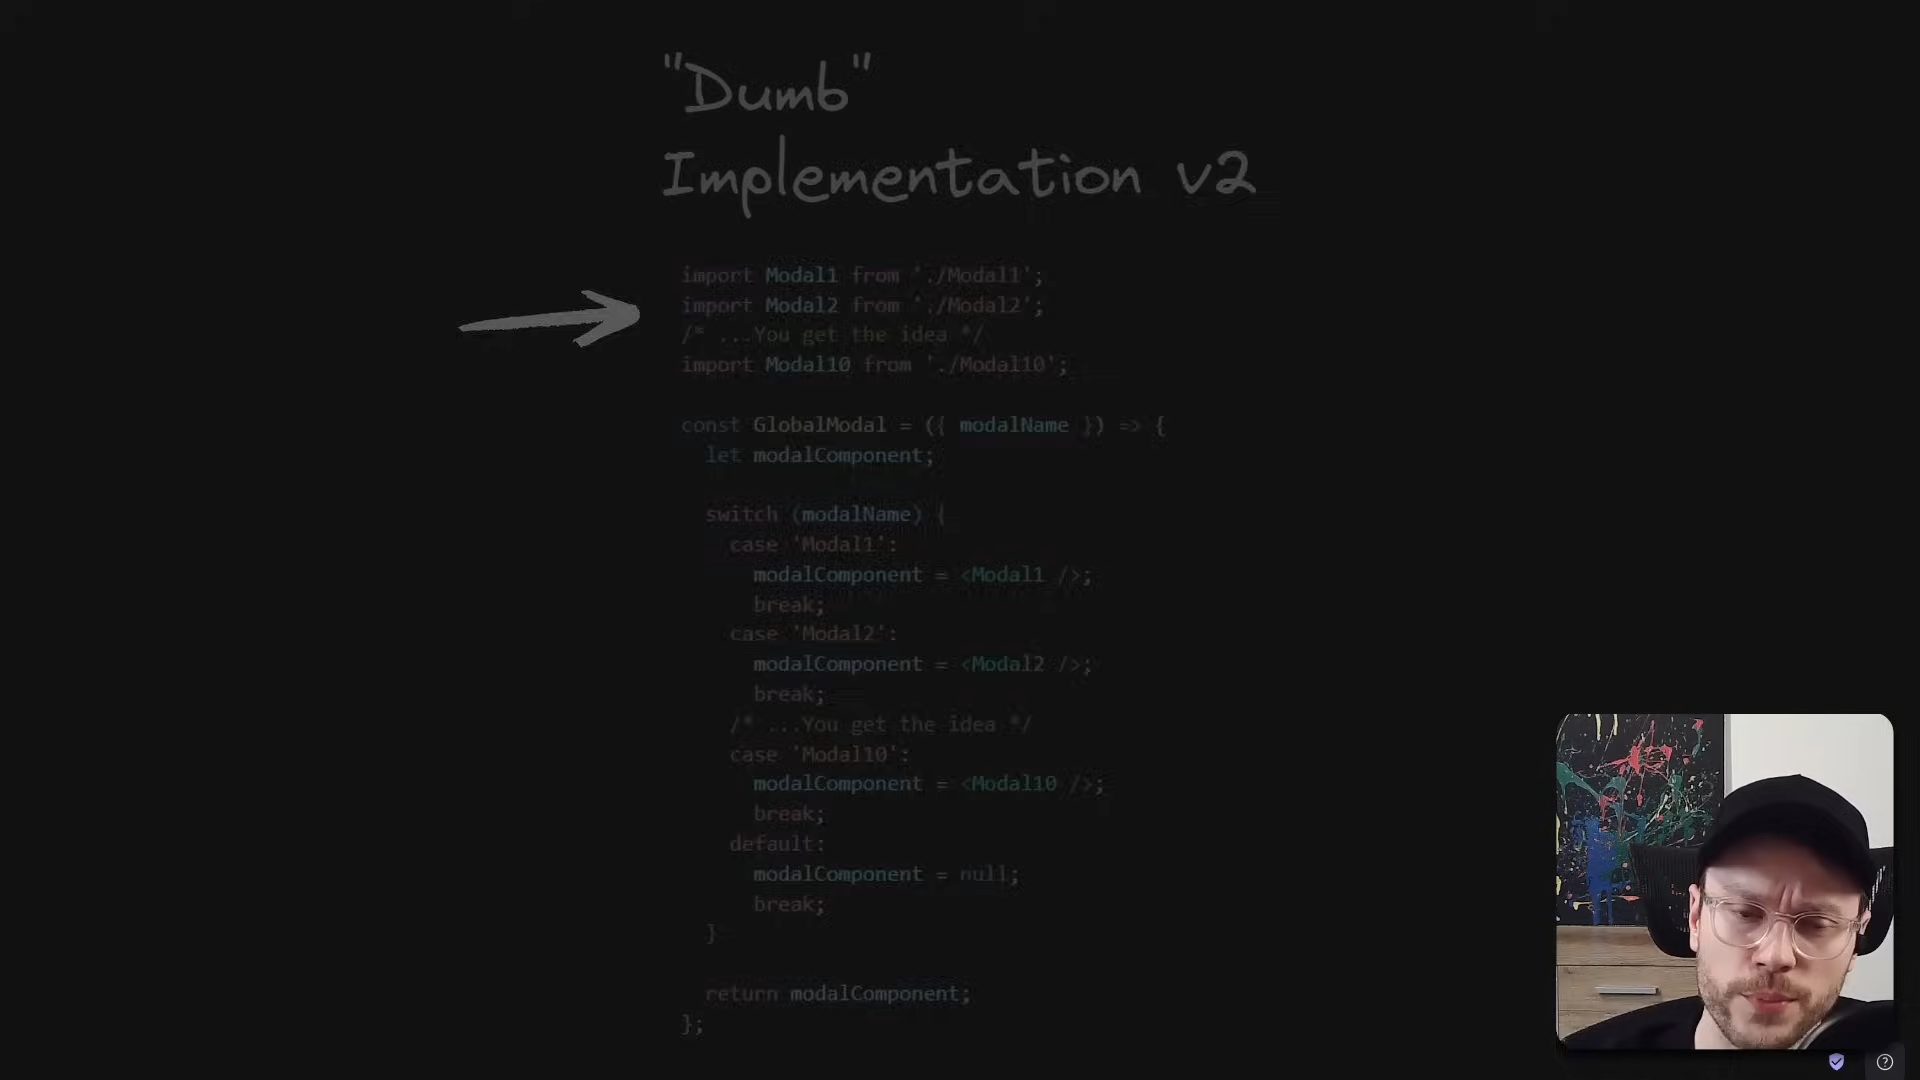 "Dumb"
Implementation v2
import Modal1 from './Modal1';
import Modal2 from './Modal2';
/* ...You get the idea */
import Modal10 from './Modal10';
const GlobalModal = ({ modalName }) => {
let modalComponent;
switch (modalName) {
case 'Modal1':
modalComponent = <Modal1 />;
break;
case 'Modal2':
modalComponent = <Modal2 />;
break;
/* ...You get the idea */
case 'Modal10':
modalComponent = <Modal10 />;
break;
default:
modalComponent = null;
break;
}
return modalComponent;
};